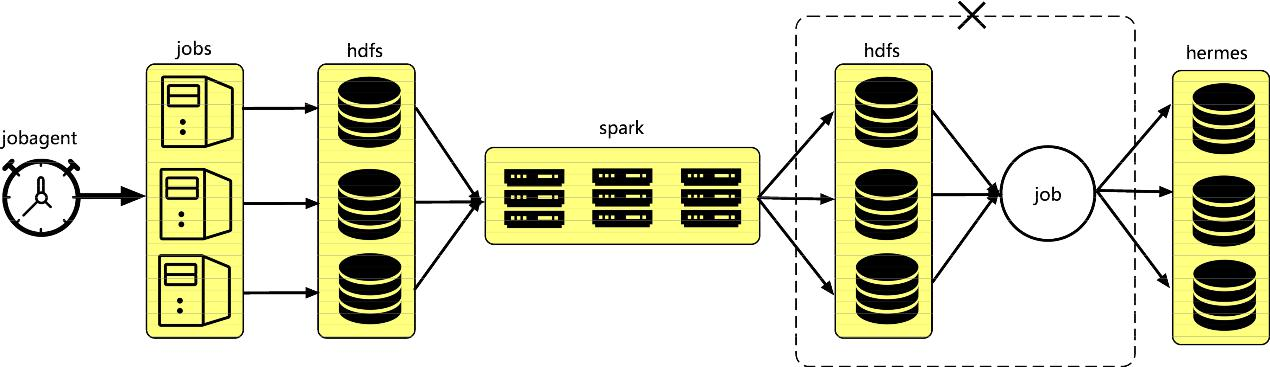 jobagent
jobs
hdfs
spark
hdfs
job
hermes